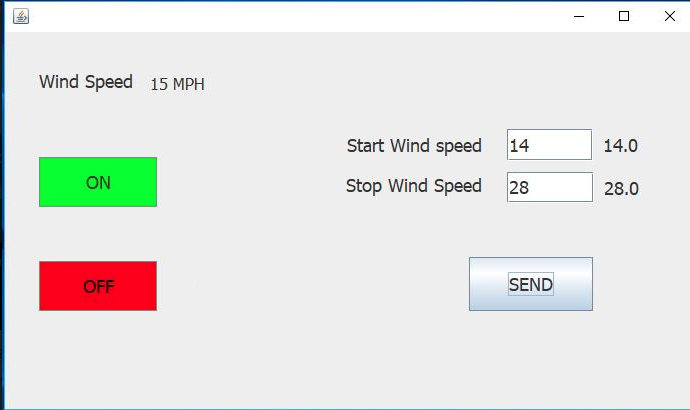 Wind Speed 15 MPH
Start Wind speed 14 14.0
Stop Wind Speed 28 28.0
ON
OFF
SEND